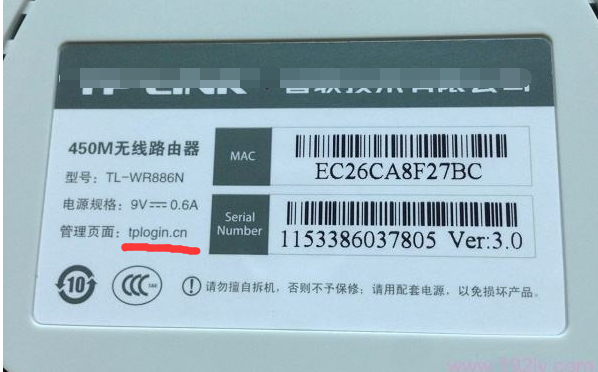 TP-LINK
450M无线路由器
型号：TL-WR886N
电源规格：9V⎓0.6A
管理页面：tplogin.cn
MAC
EC26CA8F27BC
Serial Number
1153386037805 Ver:3.0
10
CCC
S&E
!请勿擅自拆机，否则不予保修；请用配套电源，以免损坏产品。